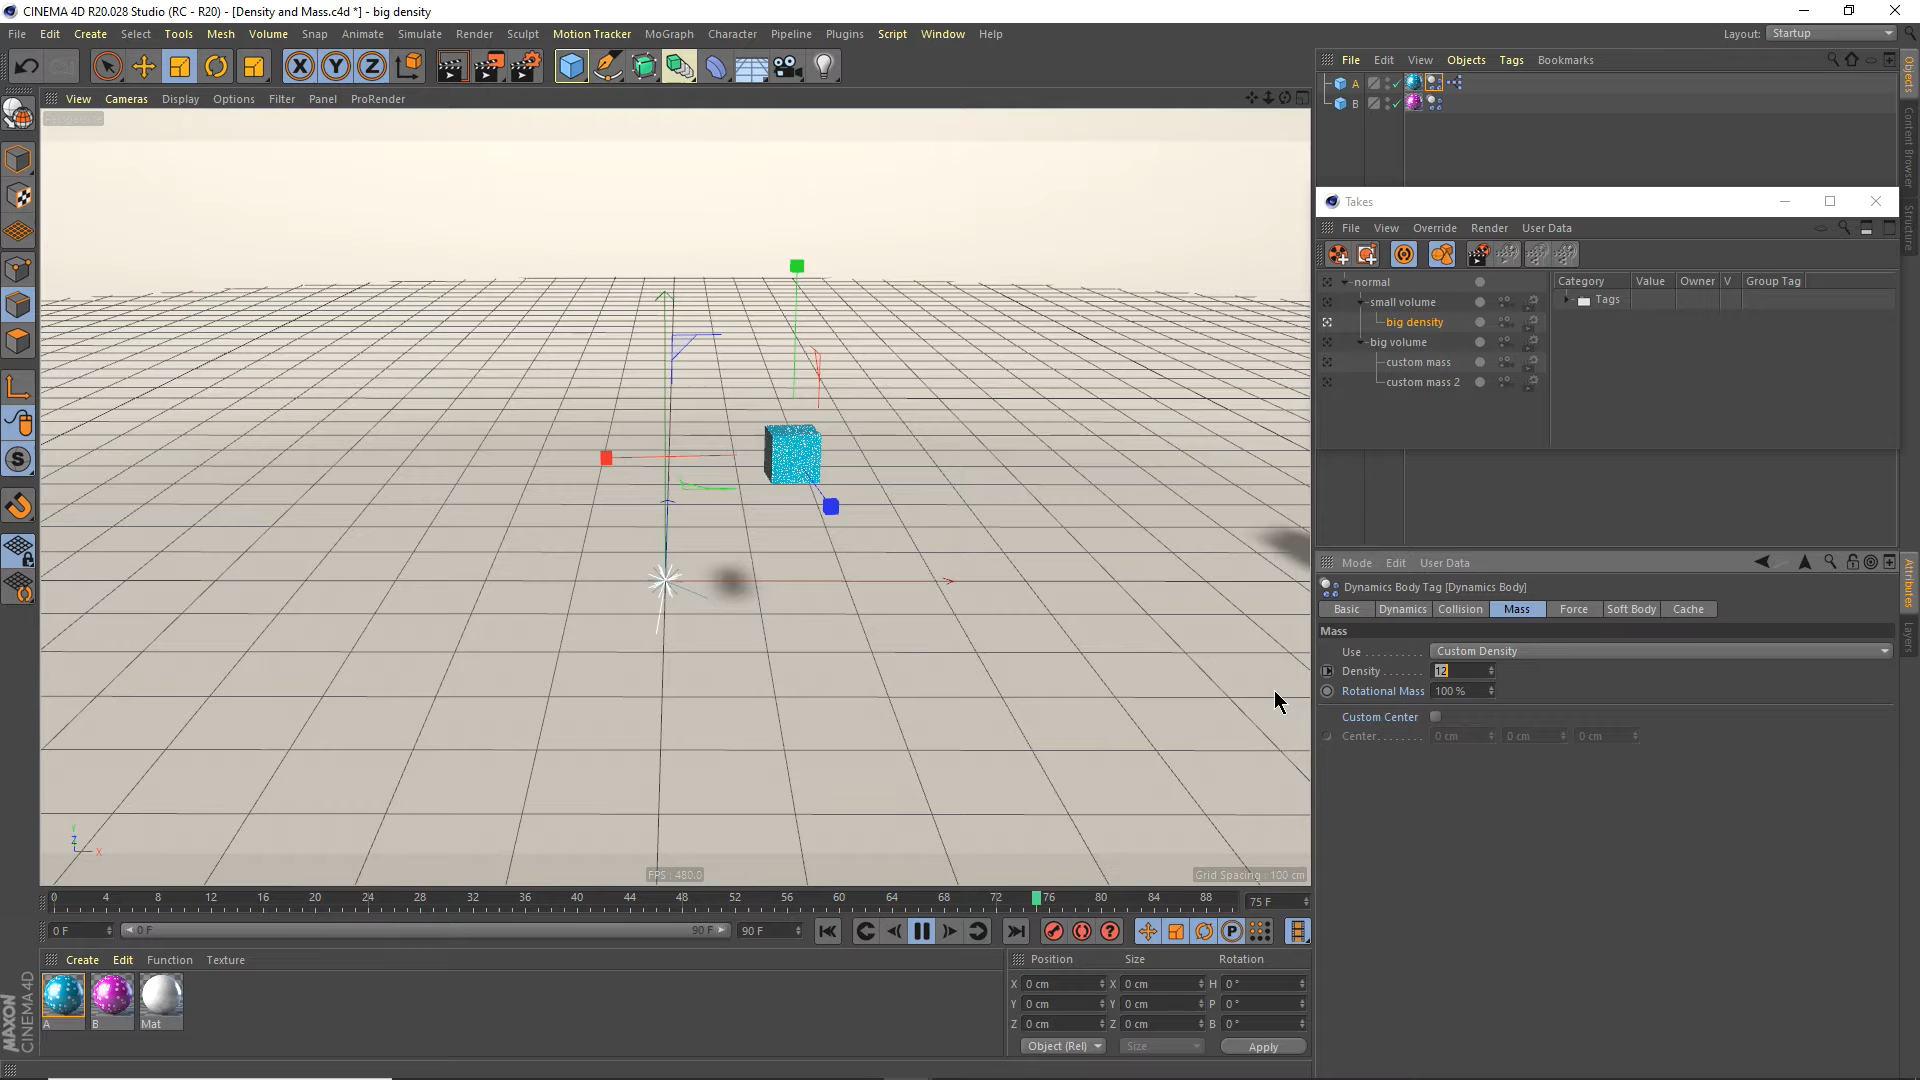 CINEMA 4D R20.028 Studio (RC - R20) - [Density and Mass.c4d *] - big density
File Edit Create Select Tools Mesh Volume Snap Animate Simulate Render Sculpt Motion Tracker MoGraph Character Pipeline Plugins Script Window Help
Layout: Startup
View Cameras Display Options Filter Panel ProRender
Perspective
File Edit View Objects Tags Bookmarks
A
B
Objects
Content Browser
Structure
Takes
File View Override Render User Data
normal
small volume
big density
big volume
custom mass
custom mass 2
Category Value Owner V Group Tag
Tags
Mode Edit User Data
Dynamics Body Tag [Dynamics Body]
Basic Dynamics Collision Mass Force Soft Body Cache
Mass
Use Custom Density
Density 12
Rotational Mass 100 %
Custom Center
Center 0 cm 0 cm 0 cm
Attributes
Layers
Y
Z
X
FPS : 480.0
Grid Spacing : 100 cm
0 4 8 12 16 20 24 28 32 36 40 44 48 52 56 60 64 68 72 76 80 84 88
75 F
0 F 0 F 90 F 90 F
Create Edit Function Texture
A B Mat
Position Size Rotation
X 0 cm X 0 cm H 0 °
Y 0 cm Y 0 cm P 0 °
Z 0 cm Z 0 cm B 0 °
Object (Rel) Size Apply
MAXON
CINEMA 4D